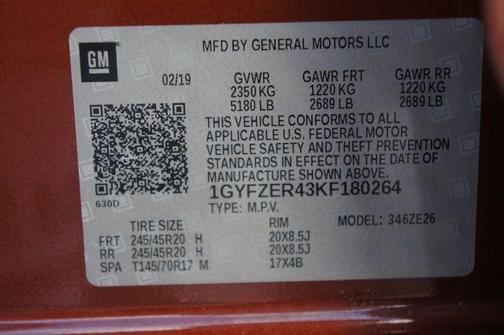 GM
MFD BY GENERAL MOTORS LLC
02/19 GVWR GAWR FRT GAWR RR
2350 KG 1220 KG 1220 KG
5180 LB 2689 LB 2689 LB
THIS VEHICLE CONFORMS TO ALL
APPLICABLE U.S. FEDERAL MOTOR
VEHICLE SAFETY AND THEFT PREVENTION
STANDARDS IN EFFECT ON THE DATE OF
MANUFACTURE SHOWN ABOVE.
1GYFZER43KF180264
630D
TYPE: M.P.V.
TIRE SIZE RIM MODEL: 346ZE26
FRT 245/45R20 H 20X8.5J
RR 245/45R20 H 20X8.5J
SPA T145/70R17 M 17X4B